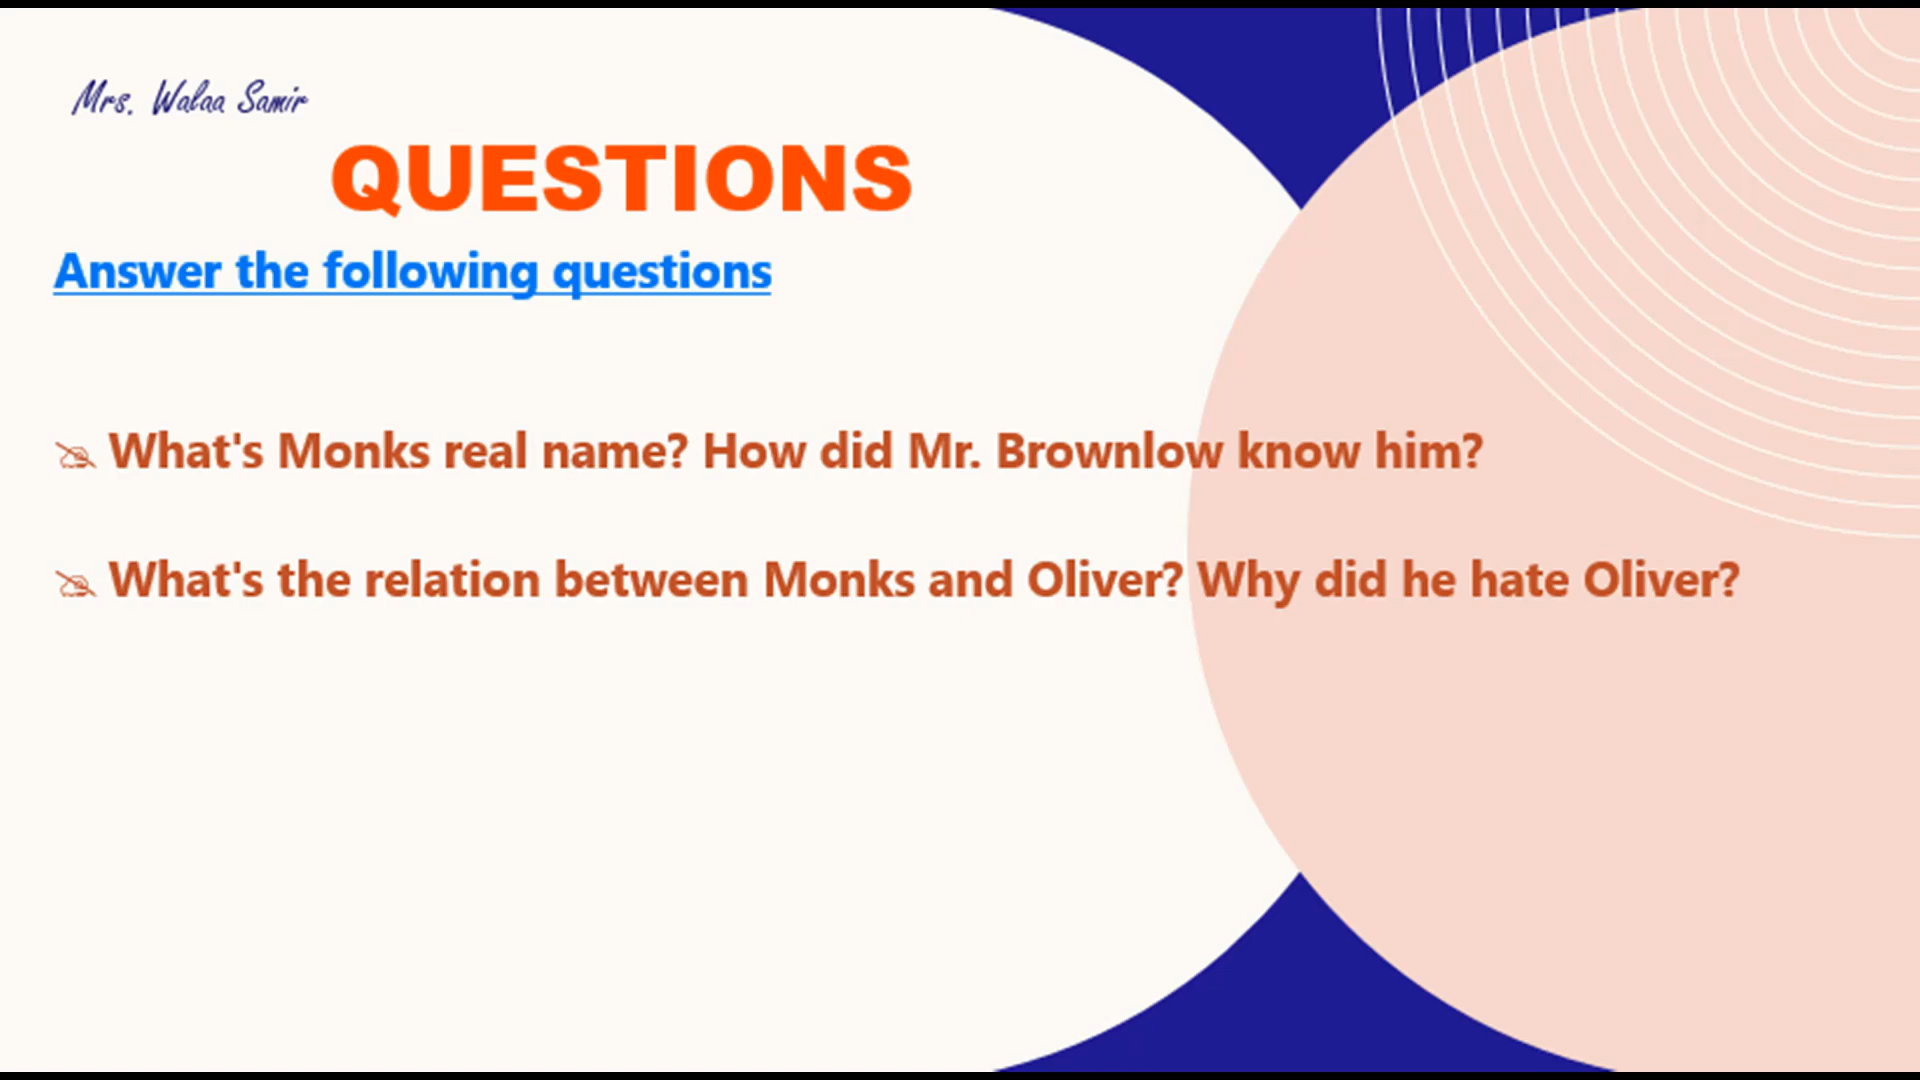 Mrs. Walaa Samir
QUESTIONS
Answer the following questions
What's Monks real name? How did Mr. Brownlow know him?
What's the relation between Monks and Oliver? Why did he hate Oliver?